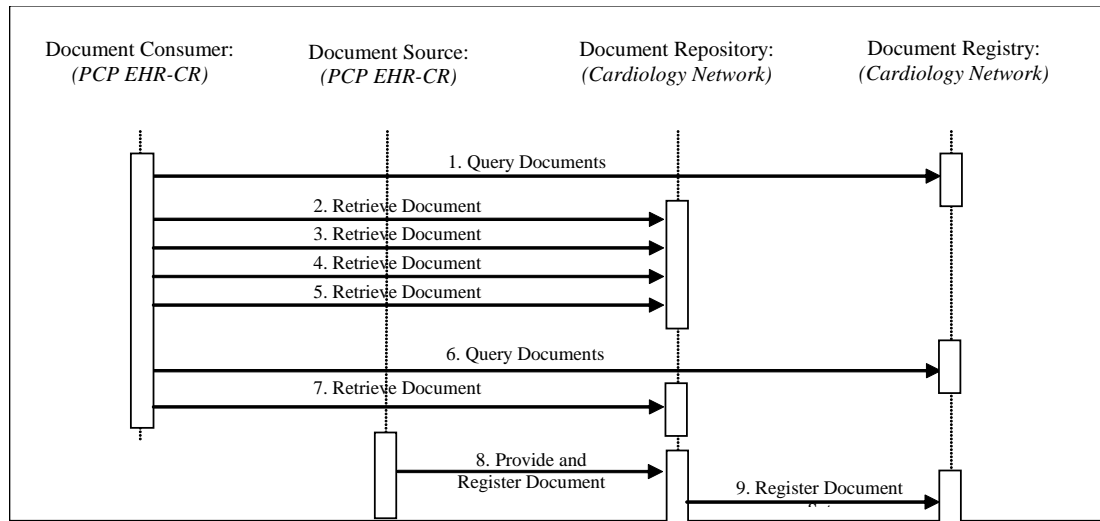 Document Consumer:
(PCP EHR-CR)
Document Source:
(PCP EHR-CR)
Document Repository:
(Cardiology Network)
Document Registry:
(Cardiology Network)
1. Query Documents
2. Retrieve Document
3. Retrieve Document
4. Retrieve Document
5. Retrieve Document
6. Query Documents
7. Retrieve Document
8. Provide and
Register Document
9. Register Document